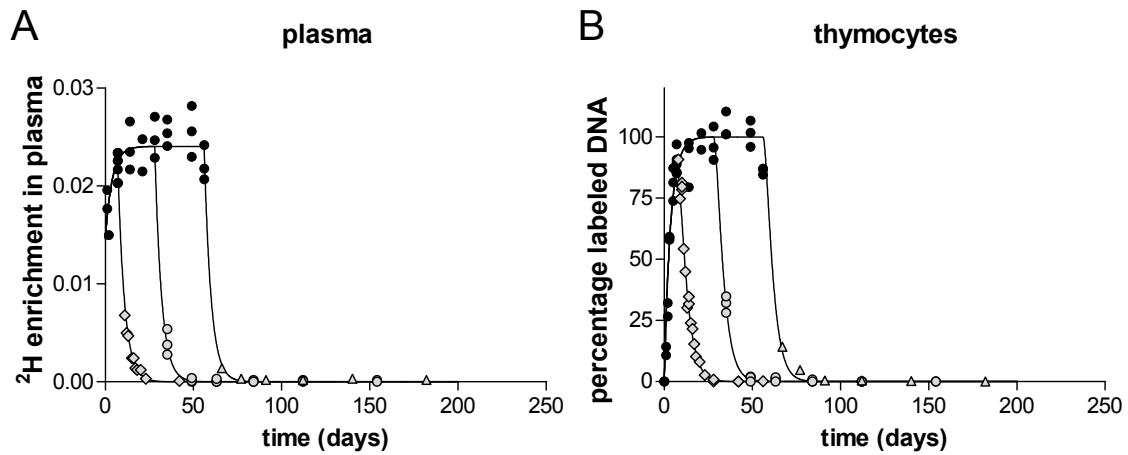 A
plasma
²H enrichment in plasma
0.03
0.02
0.01
0.00
0
50
100
150
200
250
time (days)
B
thymocytes
percentage labeled DNA
100
75
50
25
0
0
50
100
150
200
250
time (days)